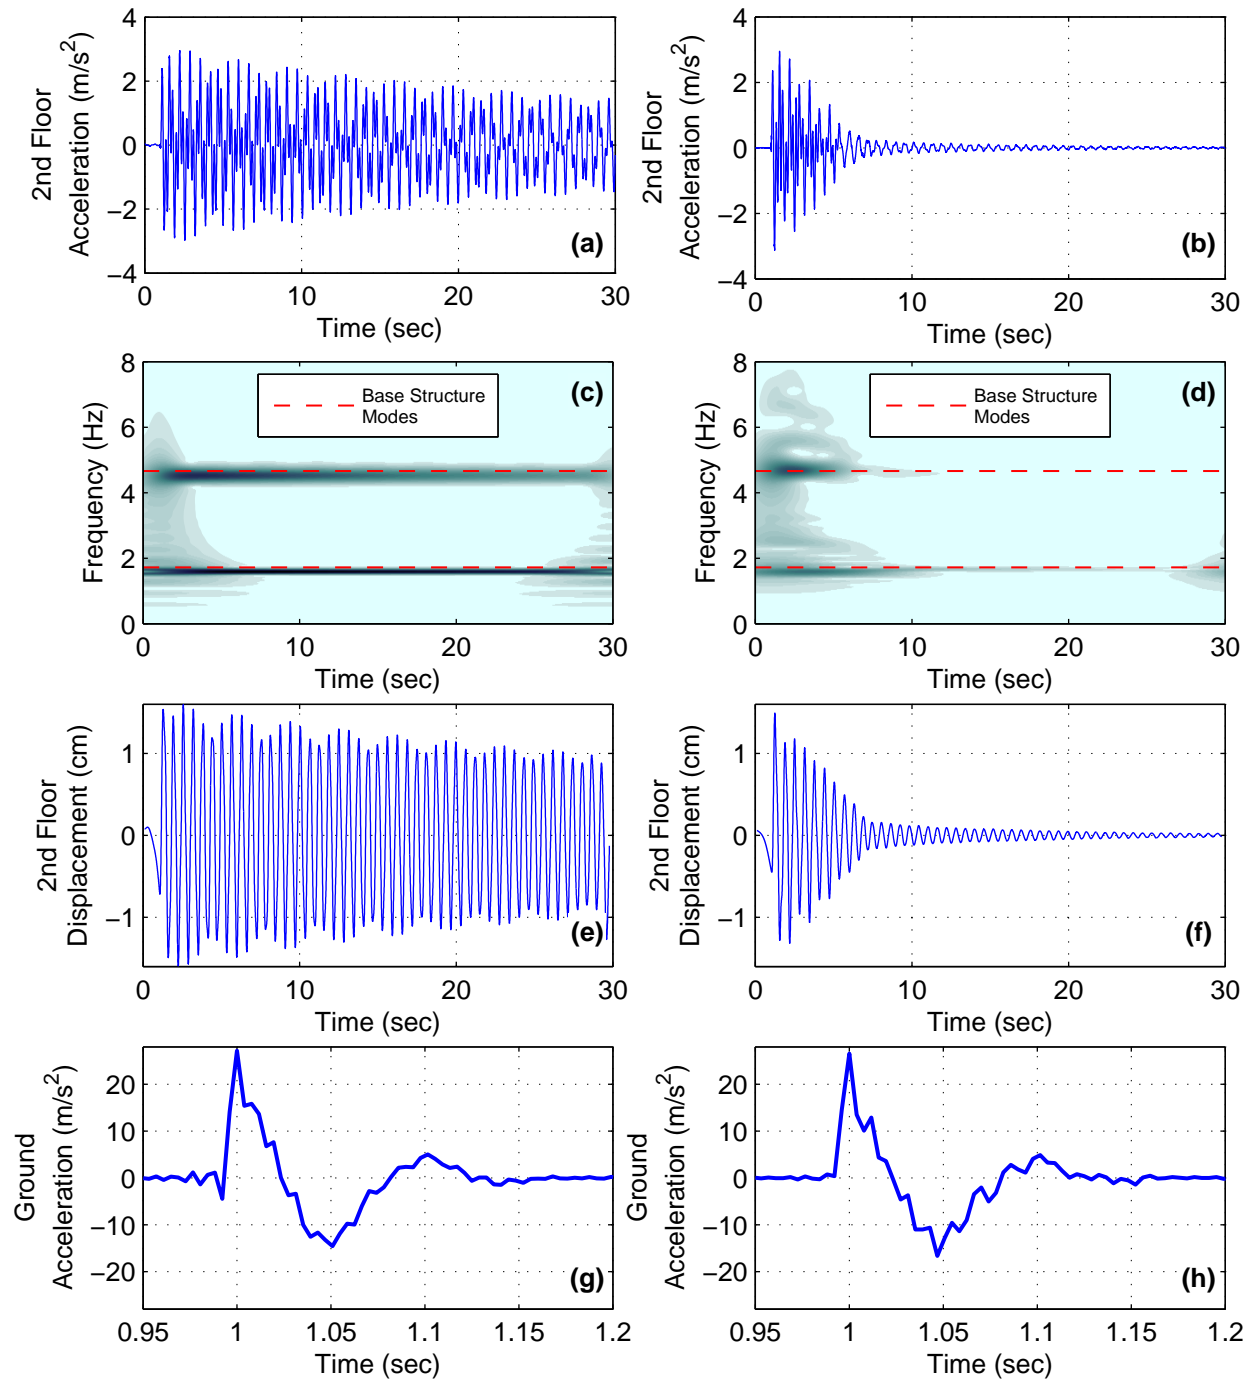 4
2
0
−2
−4
0
10
20
30
2nd Floor
Acceleration (m/s²)
Time (sec)
(a)
4
2
0
−2
−4
0
10
20
30
2nd Floor
Acceleration (m/s²)
Time (sec)
(b)
8
6
4
2
0
0
10
20
30
Frequency (Hz)
Time (sec)
Base Structure
Modes
(c)
8
6
4
2
0
0
10
20
30
Frequency (Hz)
Time (sec)
Base Structure
Modes
(d)
1
0
−1
0
10
20
30
2nd Floor
Displacement (cm)
Time (sec)
(e)
1
0
−1
0
10
20
30
2nd Floor
Displacement (cm)
Time (sec)
(f)
20
10
0
−10
−20
0.95
1
1.05
1.1
1.15
1.2
Ground
Acceleration (m/s²)
Time (sec)
(g)
20
10
0
−10
−20
0.95
1
1.05
1.1
1.15
1.2
Ground
Acceleration (m/s²)
Time (sec)
(h)